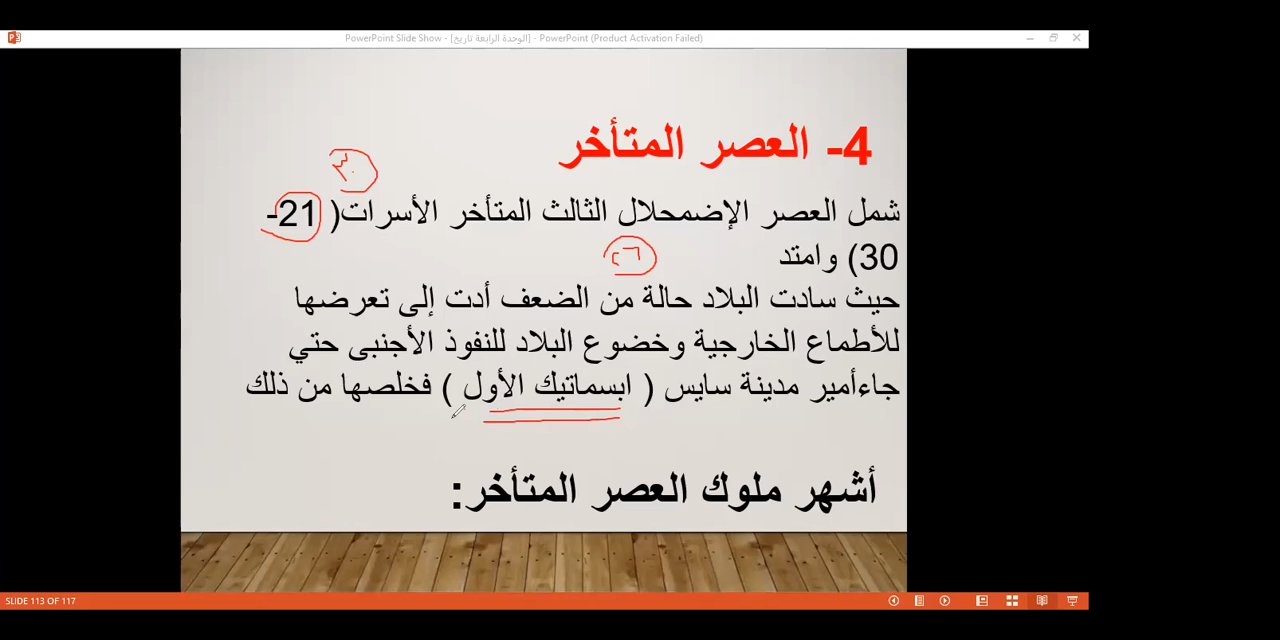 PowerPoint Slide Show - [الوحدة الرابعة تاريخ] - PowerPoint (Product Activation Failed)
4- العصر المتأخر
٣٠
شمل العصر الإضمحلال الثالث المتأخر الأسرات( 21-
30) وامتد
٢٦
حيث سادت البلاد حالة من الضعف أدت إلى تعرضها
للأطماع الخارجية وخضوع البلاد للنفوذ الأجنبى حتي
جاءأمير مدينة سايس ( ابسماتيك الأول ) فخلصها من ذلك
أشهر ملوك العصر المتأخر:
SLIDE 113 OF 117